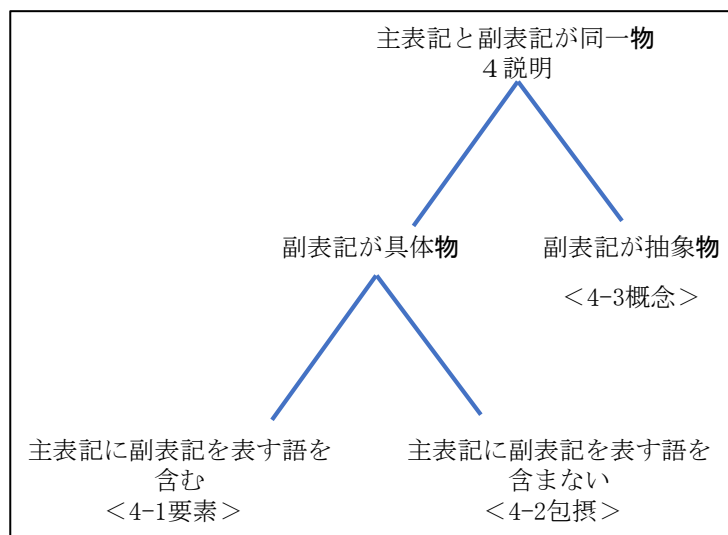 主表記と副表記が同一物
４説明
副表記が具体物
副表記が抽象物
＜4-3概念＞
主表記に副表記を表す語を
含む
＜4-1要素＞
主表記に副表記を表す語を
含まない
＜4-2包摂＞